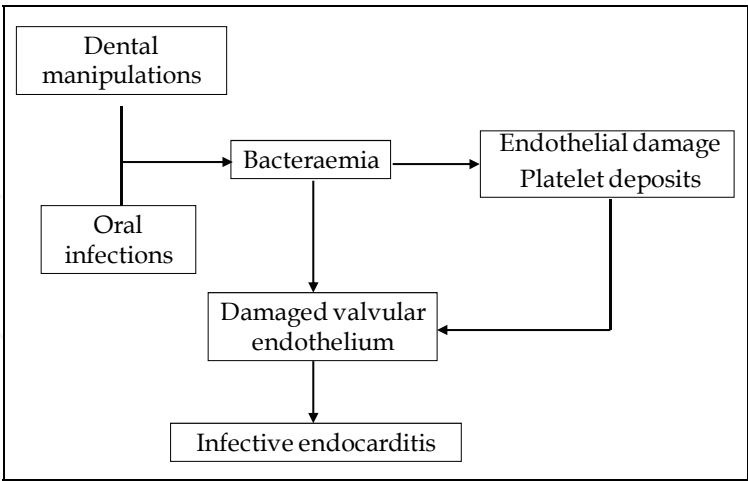 Dental
manipulations
Bacteraemia
Endothelial damage
Platelet deposits
Oral
infections
Damaged valvular
endothelium
Infective endocarditis